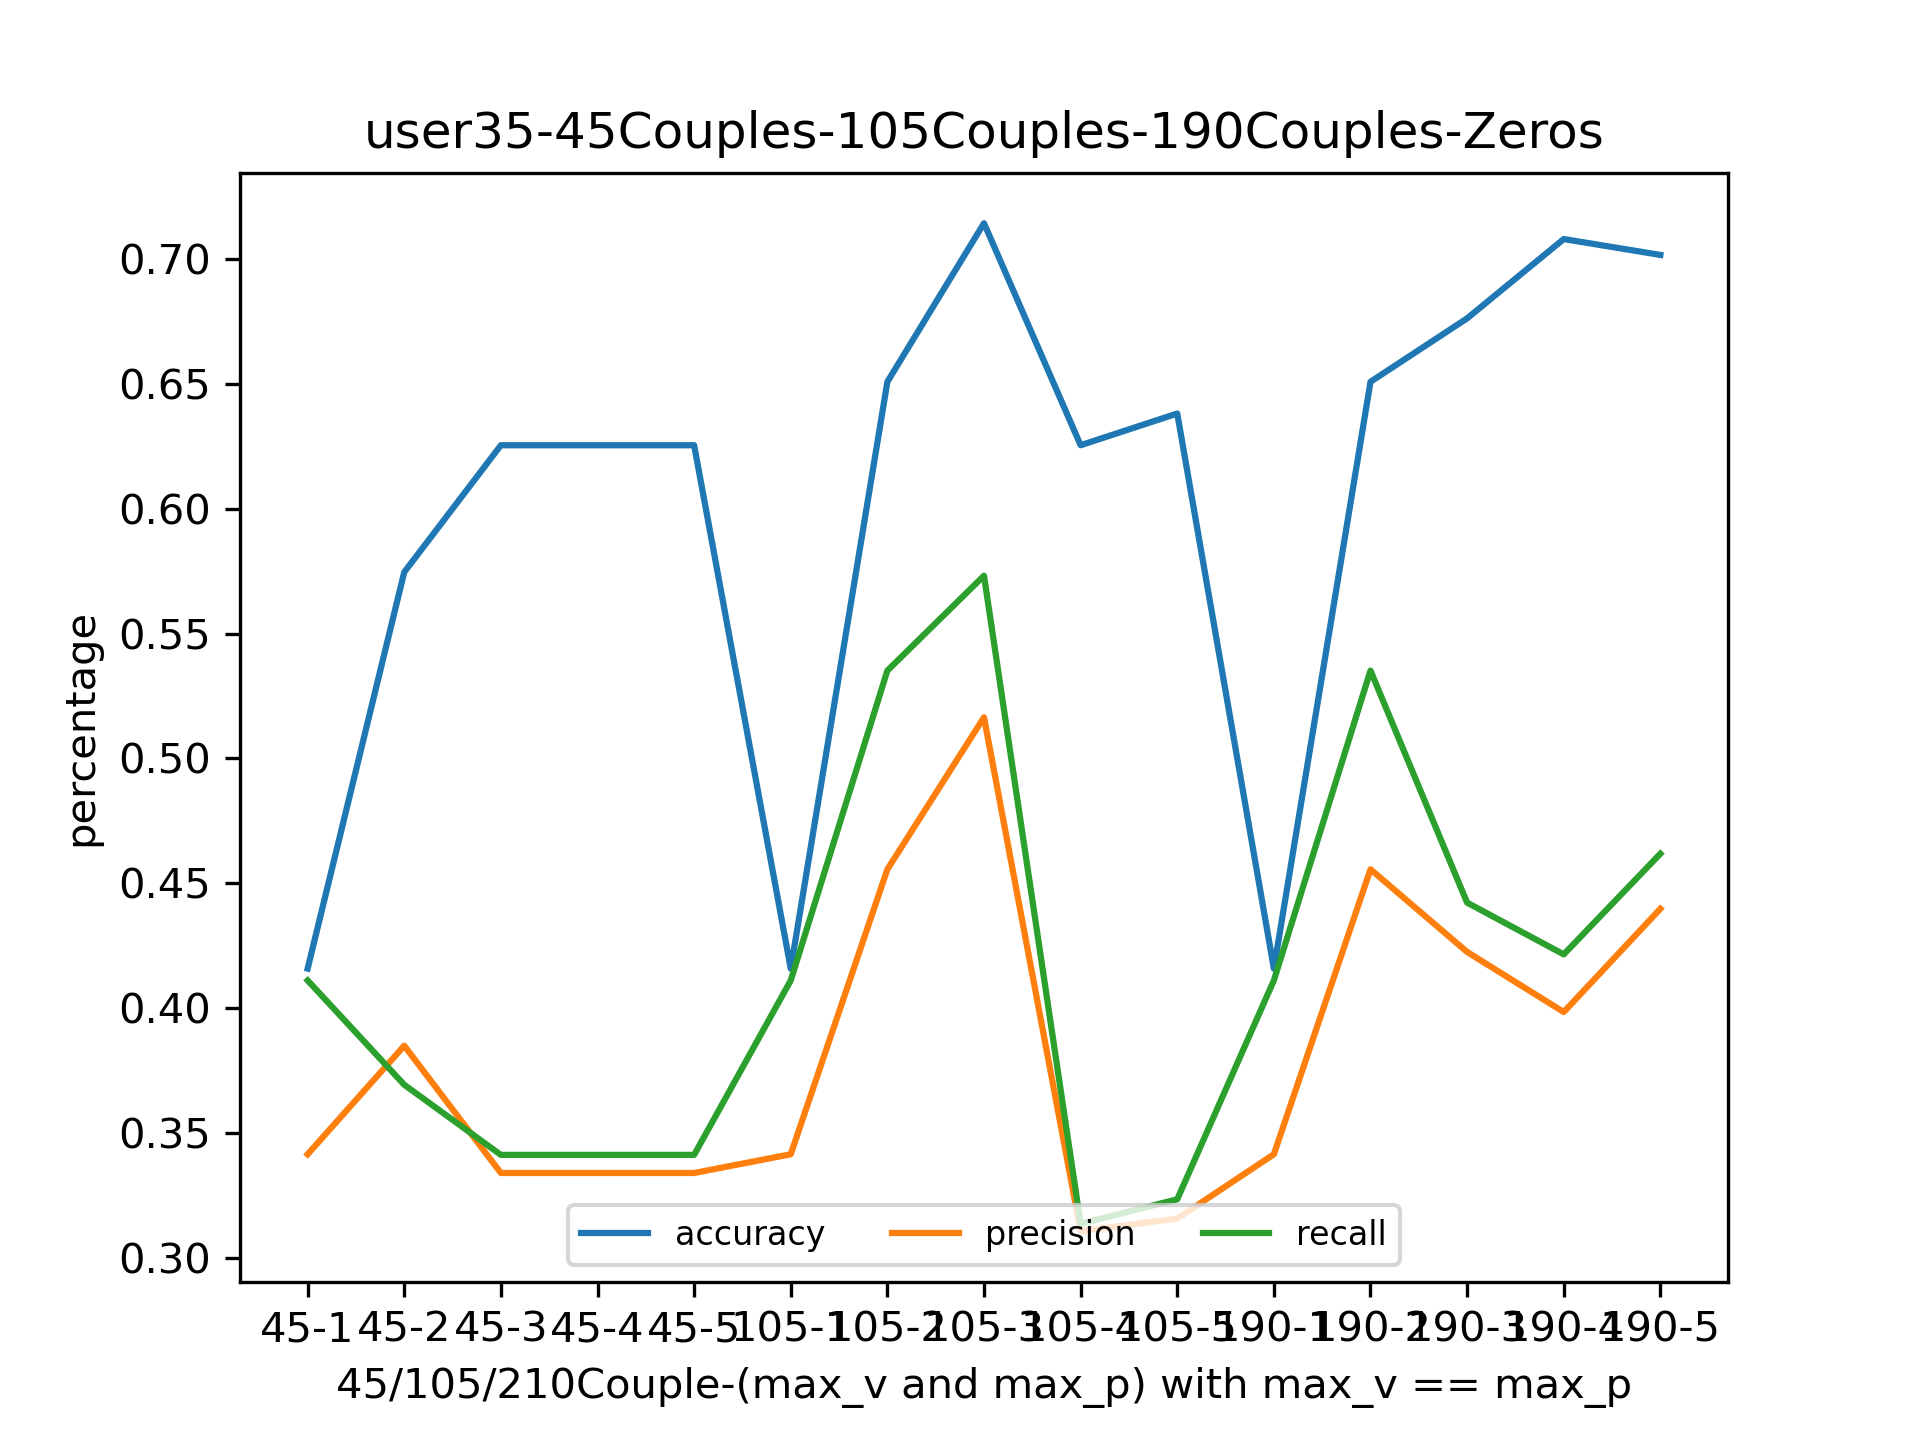 user35-45Couples-105Couples-190Couples-Zeros
percentage
0.70
0.65
0.60
0.55
0.50
0.45
0.40
0.35
0.30
accuracy precision recall
45-1 45-2 45-3 45-4 45-5 105-1 105-2 105-3 105-4 105-5 190-1 190-2 190-3 190-4 190-5
45/105/210Couple-(max_v and max_p) with max_v == max_p